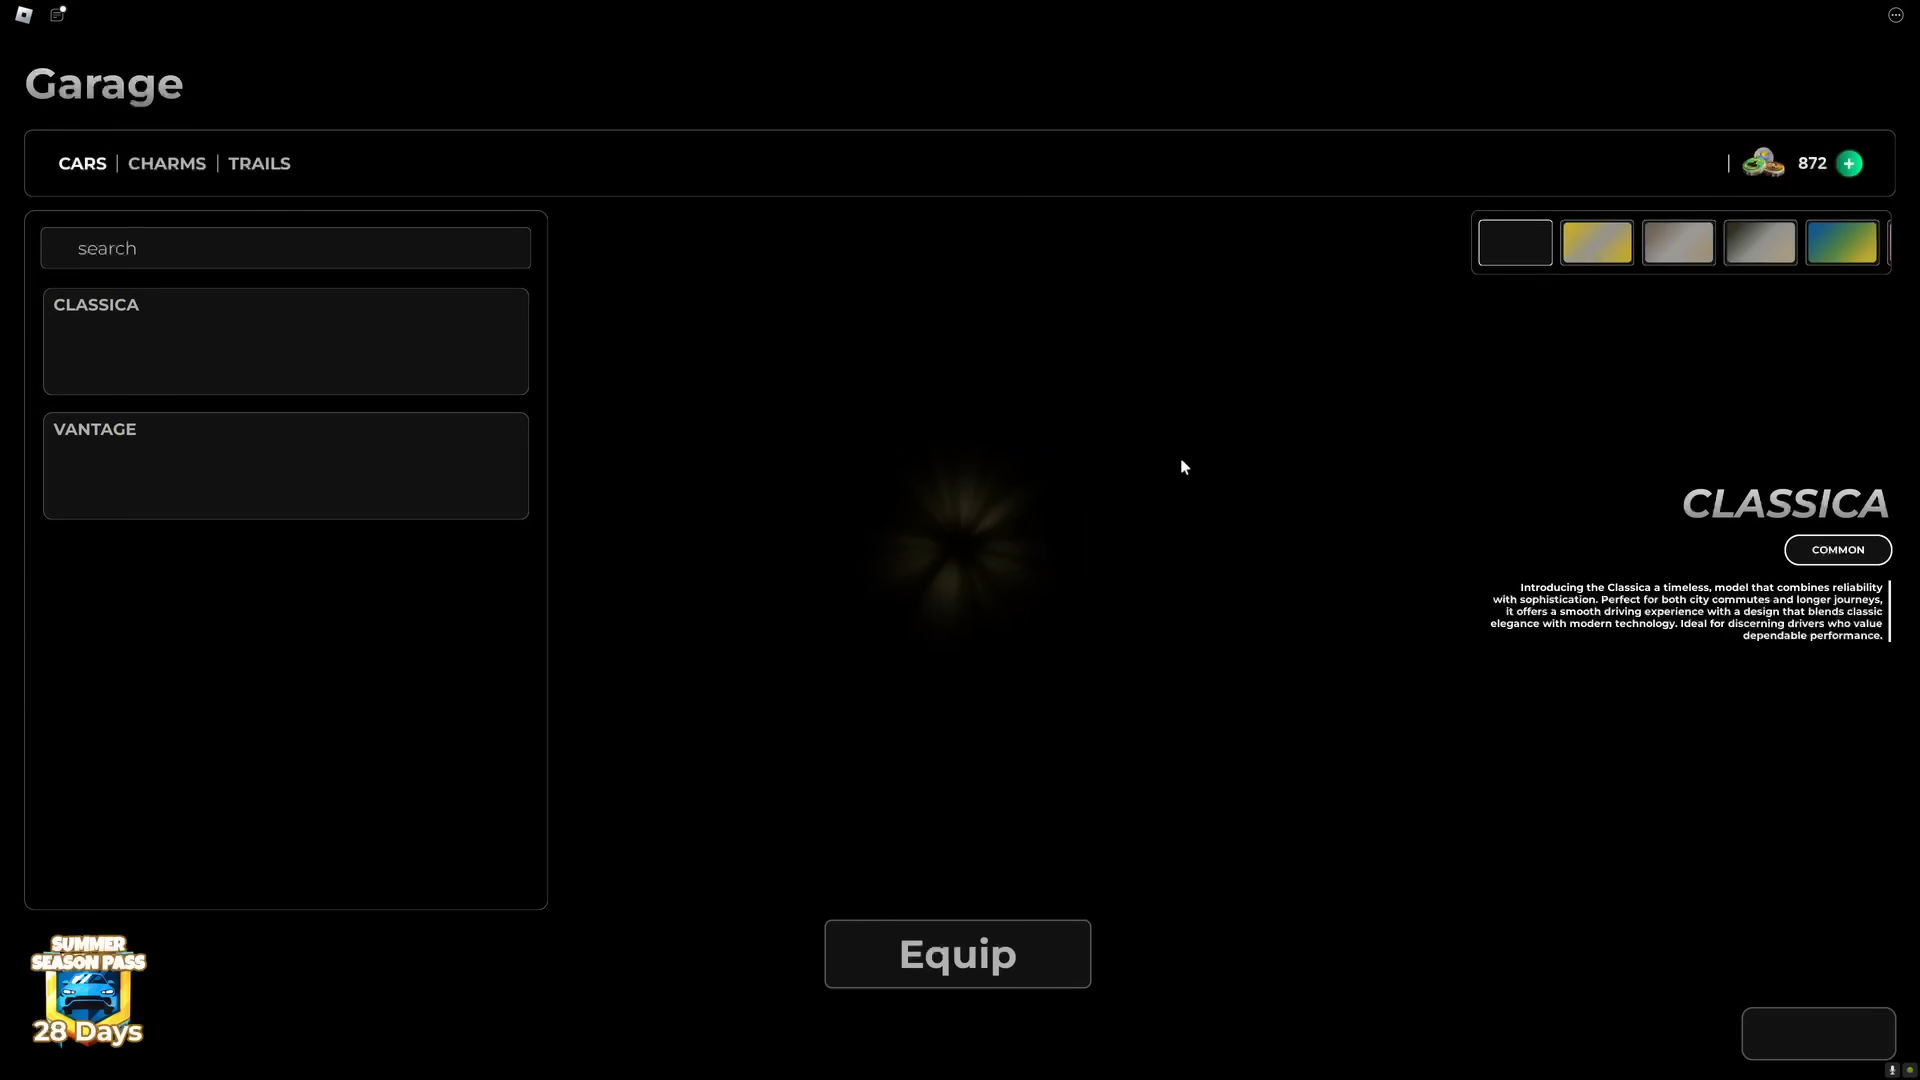 Garage
CARS | CHARMS | TRAILS
| 872 +
search
CLASSICA
VANTAGE
CLASSICA
COMMON
Introducing the Classica a timeless, model that combines reliability
with sophistication. Perfect for both city commutes and longer journeys,
it offers a smooth driving experience with a design that blends classic
elegance with modern technology. Ideal for discerning drivers who value
dependable performance.
Equip
SUMMER
SEASON PASS
28 Days